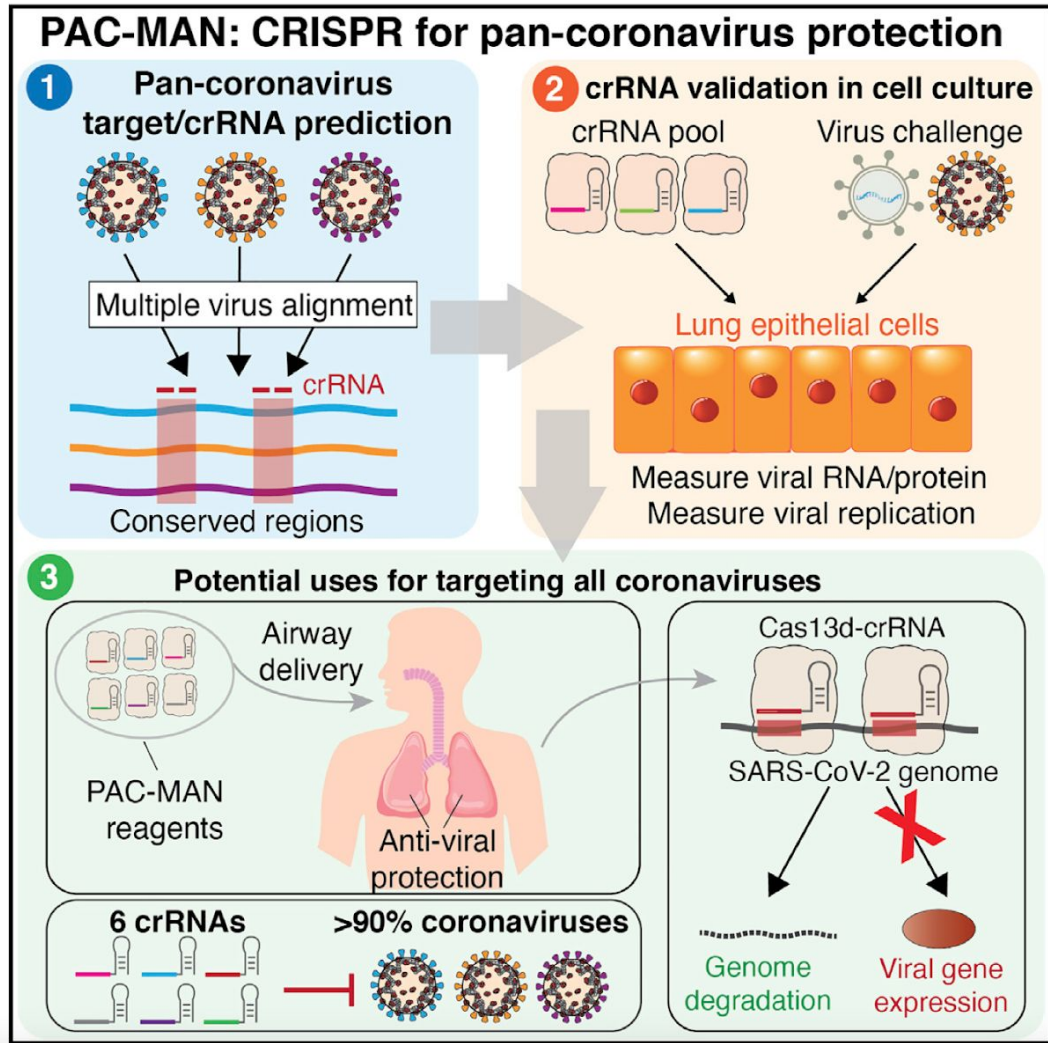 PAC-MAN: CRISPR for pan-coronavirus protection
1
Pan-coronavirus
target/crRNA prediction
Multiple virus alignment
crRNA
Conserved regions
2
crRNA validation in cell culture
crRNA pool
Virus challenge
Lung epithelial cells
Measure viral RNA/protein
Measure viral replication
3
Potential uses for targeting all coronaviruses
Airway
delivery
PAC-MAN
reagents
Anti-viral
protection
6 crRNAs
>90% coronaviruses
Cas13d-crRNA
SARS-CoV-2 genome
Genome
degradation
Viral gene
expression